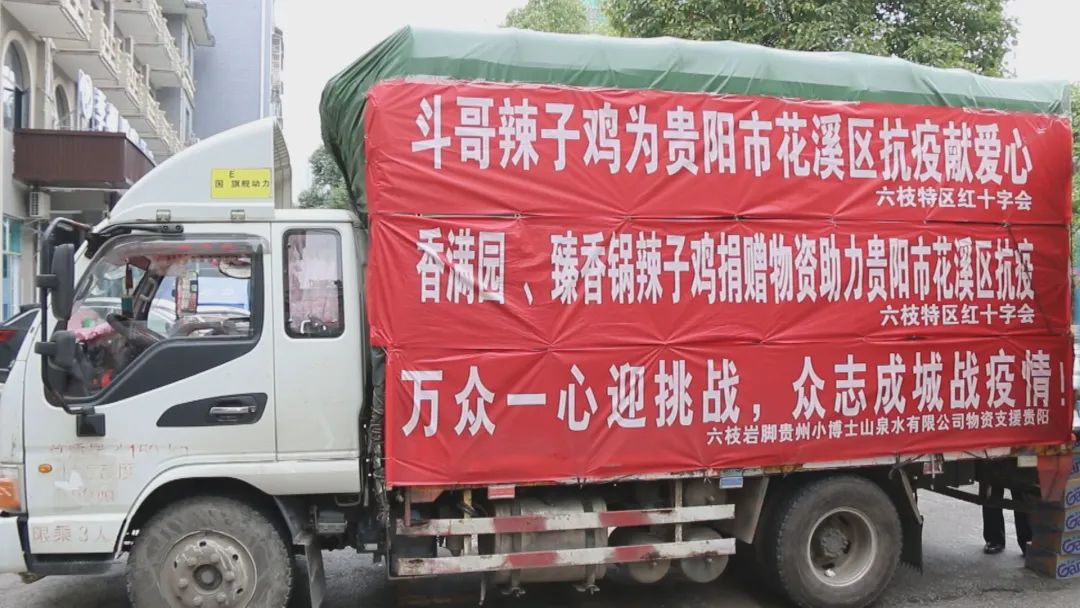 斗哥辣子鸡为贵阳市花溪区抗疫献爱心
六枝特区红十字会
香满园、臻香锅辣子鸡捐赠物资助力贵阳市花溪区抗疫
六枝特区红十字会
万众一心迎挑战，众志成城战疫情！
六枝岩脚贵州小博士山泉水有限公司物资支援贵阳
E
国 旗舰动力
限乘3人